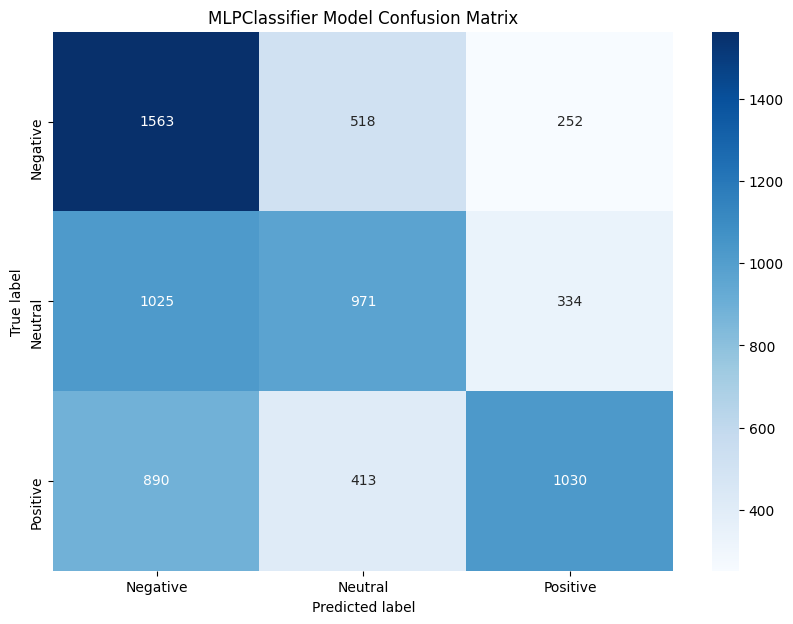 MLPClassifier Model Confusion Matrix
True label
Negative
1563 518 252
Neutral
1025 971 334
Positive
890 413 1030
Negative Neutral Positive
Predicted label
1400
1200
1000
800
600
400